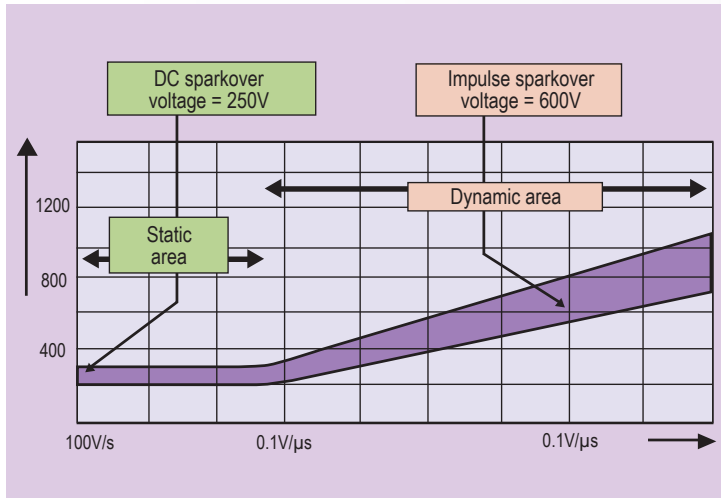 DC sparkover
voltage = 250V
Impulse sparkover
voltage = 600V
Dynamic area
Static
area
1200
800
400
100V/s
0.1V/µs
0.1V/µs